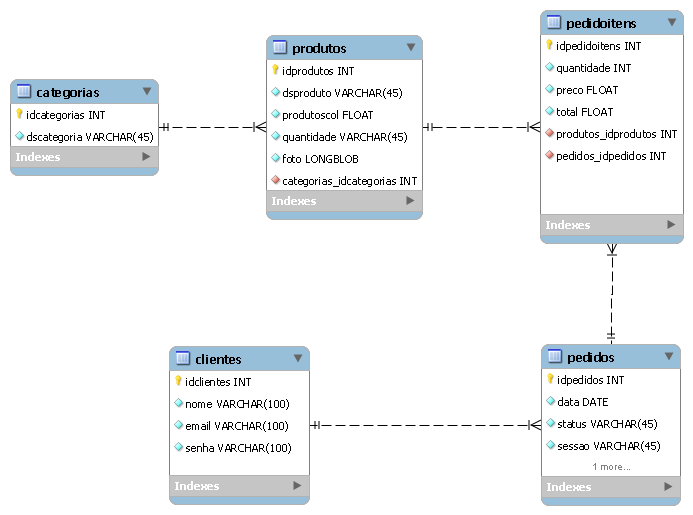 categorias
idcategorias INT
dscategoria VARCHAR(45)
Indexes
produtos
idprodutos INT
dsproduto VARCHAR(45)
produtoscol FLOAT
quantidade VARCHAR(45)
foto LONGBLOB
categorias_idcategorias INT
Indexes
pedidoitens
idpedidoitens INT
quantidade INT
preco FLOAT
total FLOAT
produtos_idprodutos INT
pedidos_idpedidos INT
Indexes
clientes
idclientes INT
nome VARCHAR(100)
email VARCHAR(100)
senha VARCHAR(100)
Indexes
pedidos
idpedidos INT
data DATE
status VARCHAR(45)
sessao VARCHAR(45)
1 more...
Indexes